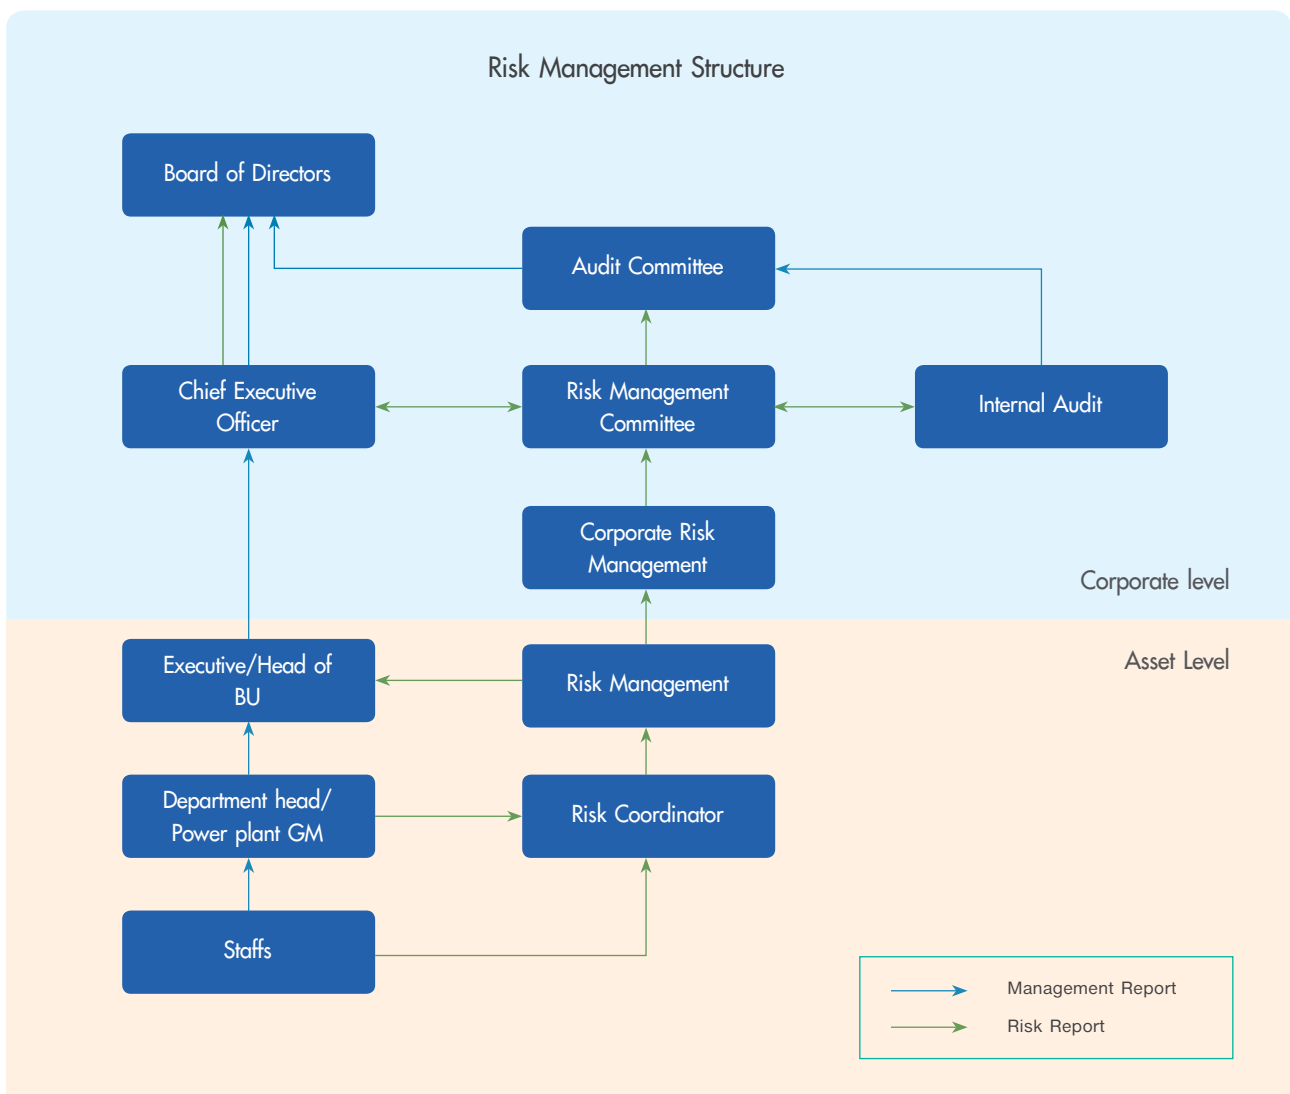 Risk Management Structure
Board of Directors
Audit Committee
Chief Executive
Officer
Risk Management
Committee
Internal Audit
Corporate Risk
Management
Corporate level
Asset Level
Executive/Head of
BU
Risk Management
Department head/
Power plant GM
Risk Coordinator
Staffs
Management Report
Risk Report